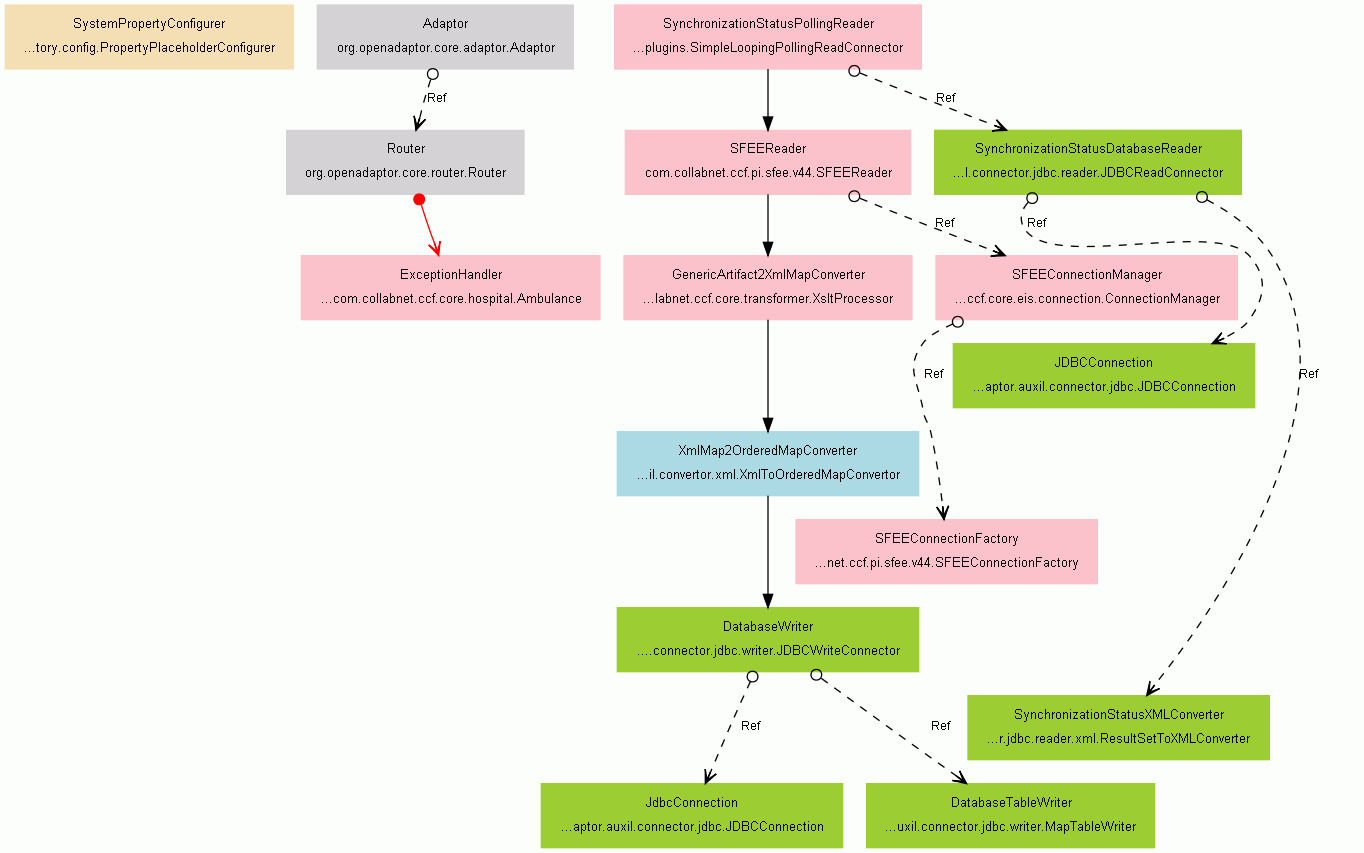 SystemPropertyConfigurer
...tory.config.PropertyPlaceholderConfigurer
Adaptor
org.openadaptor.core.adaptor.Adaptor
SynchronizationStatusPollingReader
...plugins.SimpleLoopingPollingReadConnector
Ref
Ref
Router
org.openadaptor.core.router.Router
SFEEReader
com.collabnet.ccf.pi.sfee.v44.SFEEReader
SynchronizationStatusDatabaseReader
...l.connector.jdbc.reader.JDBCReadConnector
Ref
Ref
ExceptionHandler
...com.collabnet.ccf.core.hospital.Ambulance
GenericArtifact2XmlMapConverter
...labnet.ccf.core.transformer.XsltProcessor
SFEEConnectionManager
...ccf.core.eis.connection.ConnectionManager
JDBCConnection
...aptor.auxil.connector.jdbc.JDBCConnection
Ref
Ref
XmlMap2OrderedMapConverter
...il.convertor.xml.XmlToOrderedMapConvertor
SFEEConnectionFactory
...net.ccf.pi.sfee.v44.SFEEConnectionFactory
DatabaseWriter
....connector.jdbc.writer.JDBCWriteConnector
Ref
Ref
SynchronizationStatusXMLConverter
...r.jdbc.reader.xml.ResultSetToXMLConverter
JdbcConnection
...aptor.auxil.connector.jdbc.JDBCConnection
DatabaseTableWriter
...uxil.connector.jdbc.writer.MapTableWriter